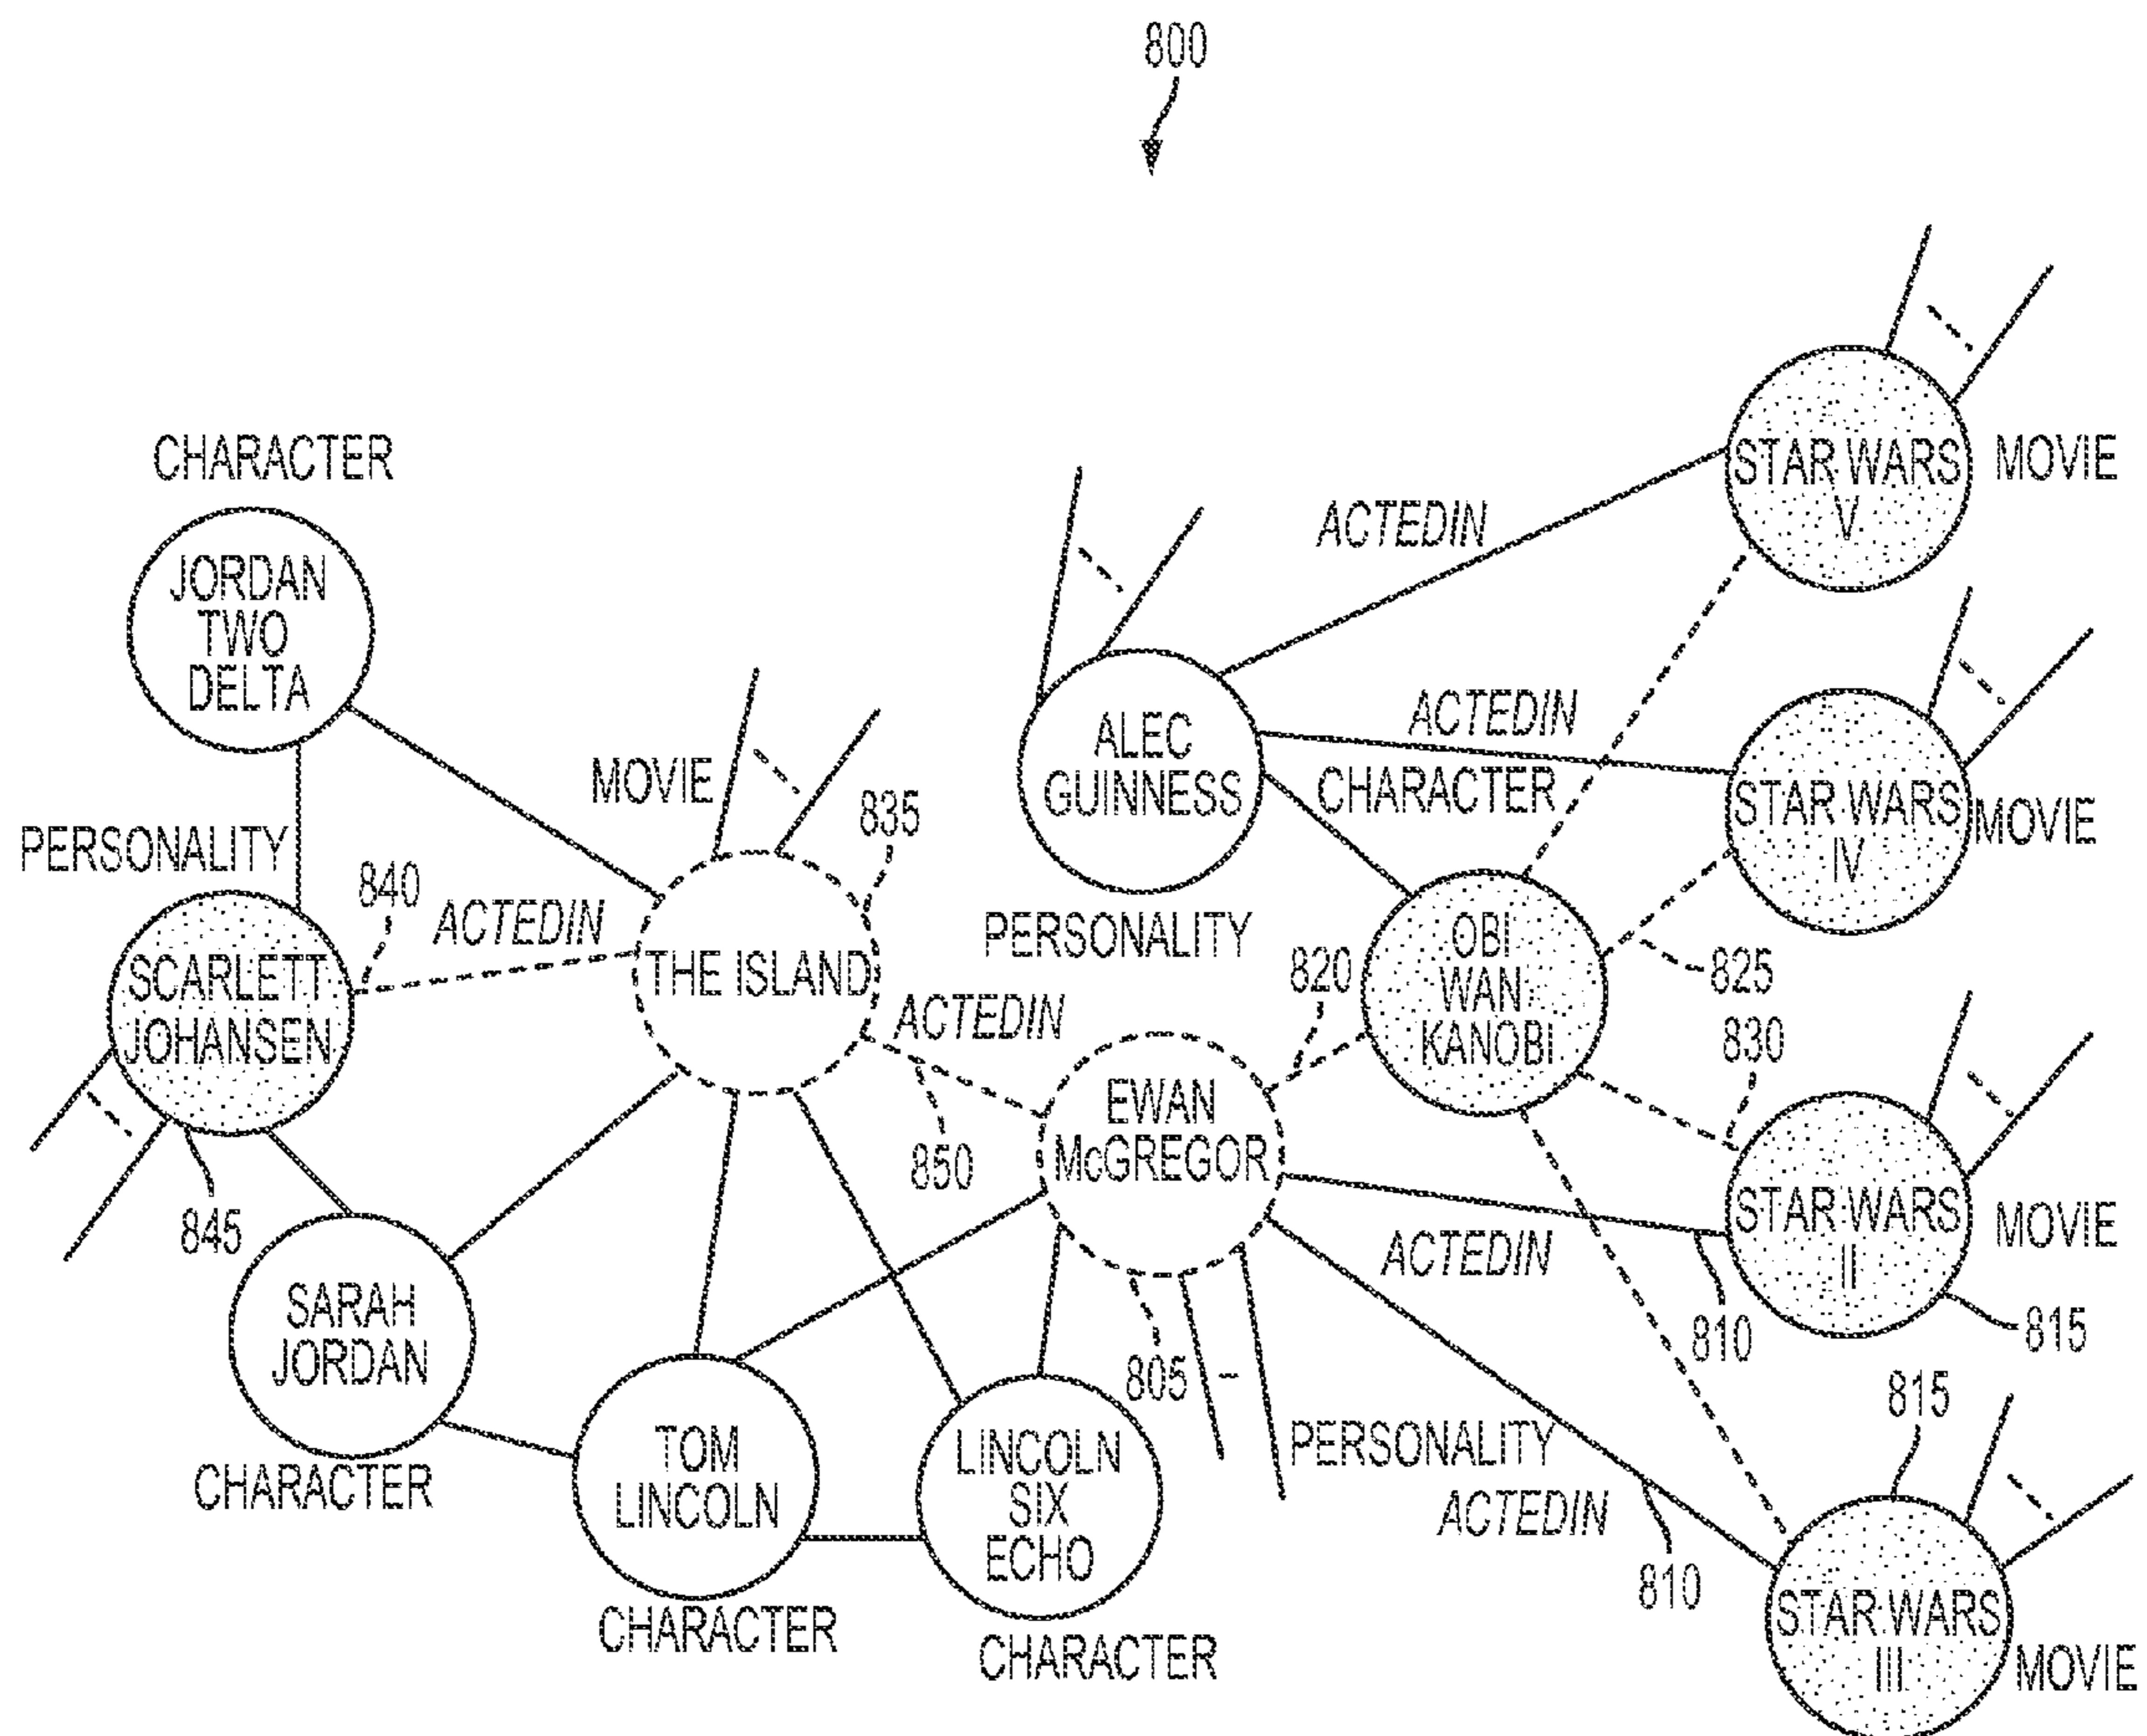 800
CHARACTER
JORDAN
TWO
DELTA
PERSONALITY
840
ACTEDIN
SCARLETT
JOHANSEN
845
MOVIE
835
THE ISLAND
ACTEDIN
850
SARAH
JORDAN
CHARACTER
TOM
LINCOLN
CHARACTER
LINCOLN
SIX
ECHO
CHARACTER
ALEC
GUINNESS
PERSONALITY
ACTEDIN
ACTEDIN
CHARACTER
OBI
WAN
KANOBI
820
825
830
EWAN
McGREGOR
805
PERSONALITY
ACTEDIN
810
ACTEDIN
810
STAR WARS
V
MOVIE
STAR WARS
IV
MOVIE
STAR WARS
II
MOVIE
815
815
STAR WARS
III
MOVIE